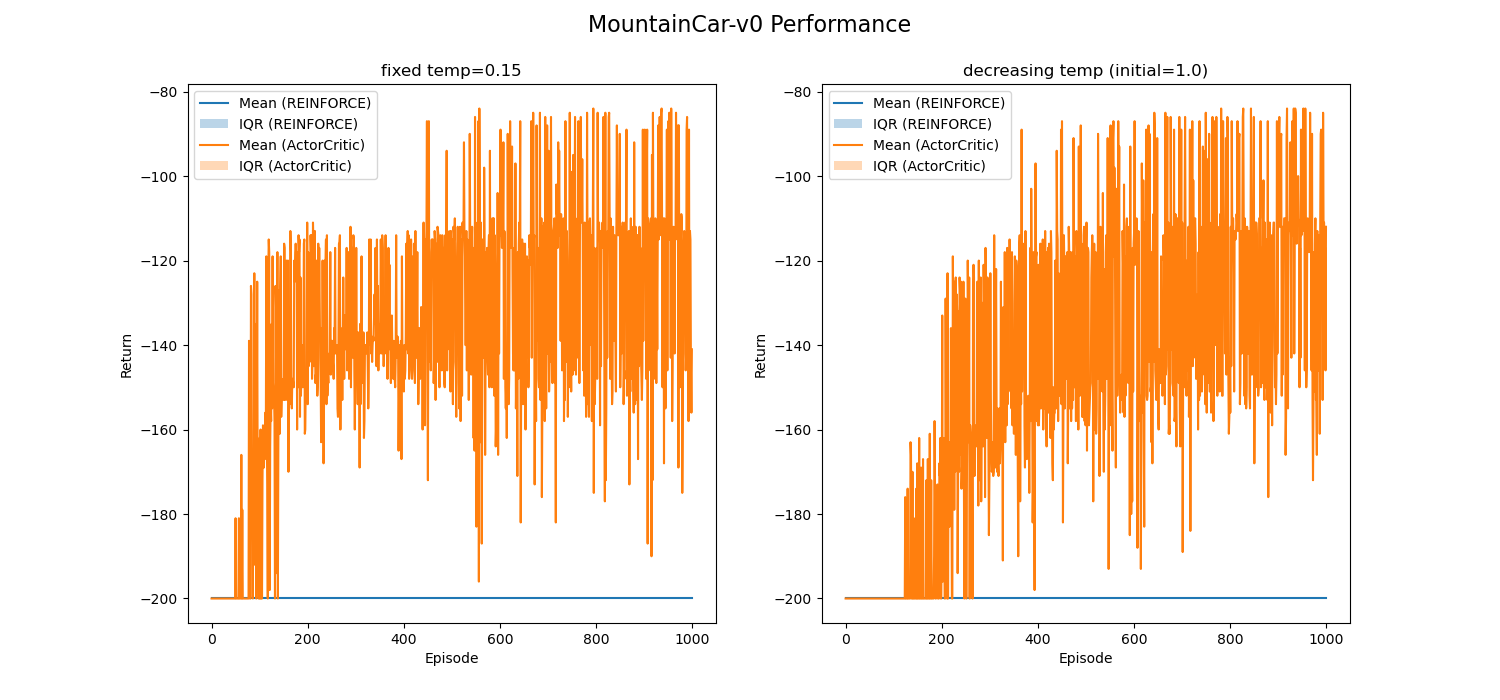 MountainCar-v0 Performance
fixed temp=0.15
Return
−80
−100
−120
−140
−160
−180
−200
Mean (REINFORCE)
IQR (REINFORCE)
Mean (ActorCritic)
IQR (ActorCritic)
0
200
400
600
800
1000
Episode
decreasing temp (initial=1.0)
Return
−80
−100
−120
−140
−160
−180
−200
Mean (REINFORCE)
IQR (REINFORCE)
Mean (ActorCritic)
IQR (ActorCritic)
0
200
400
600
800
1000
Episode